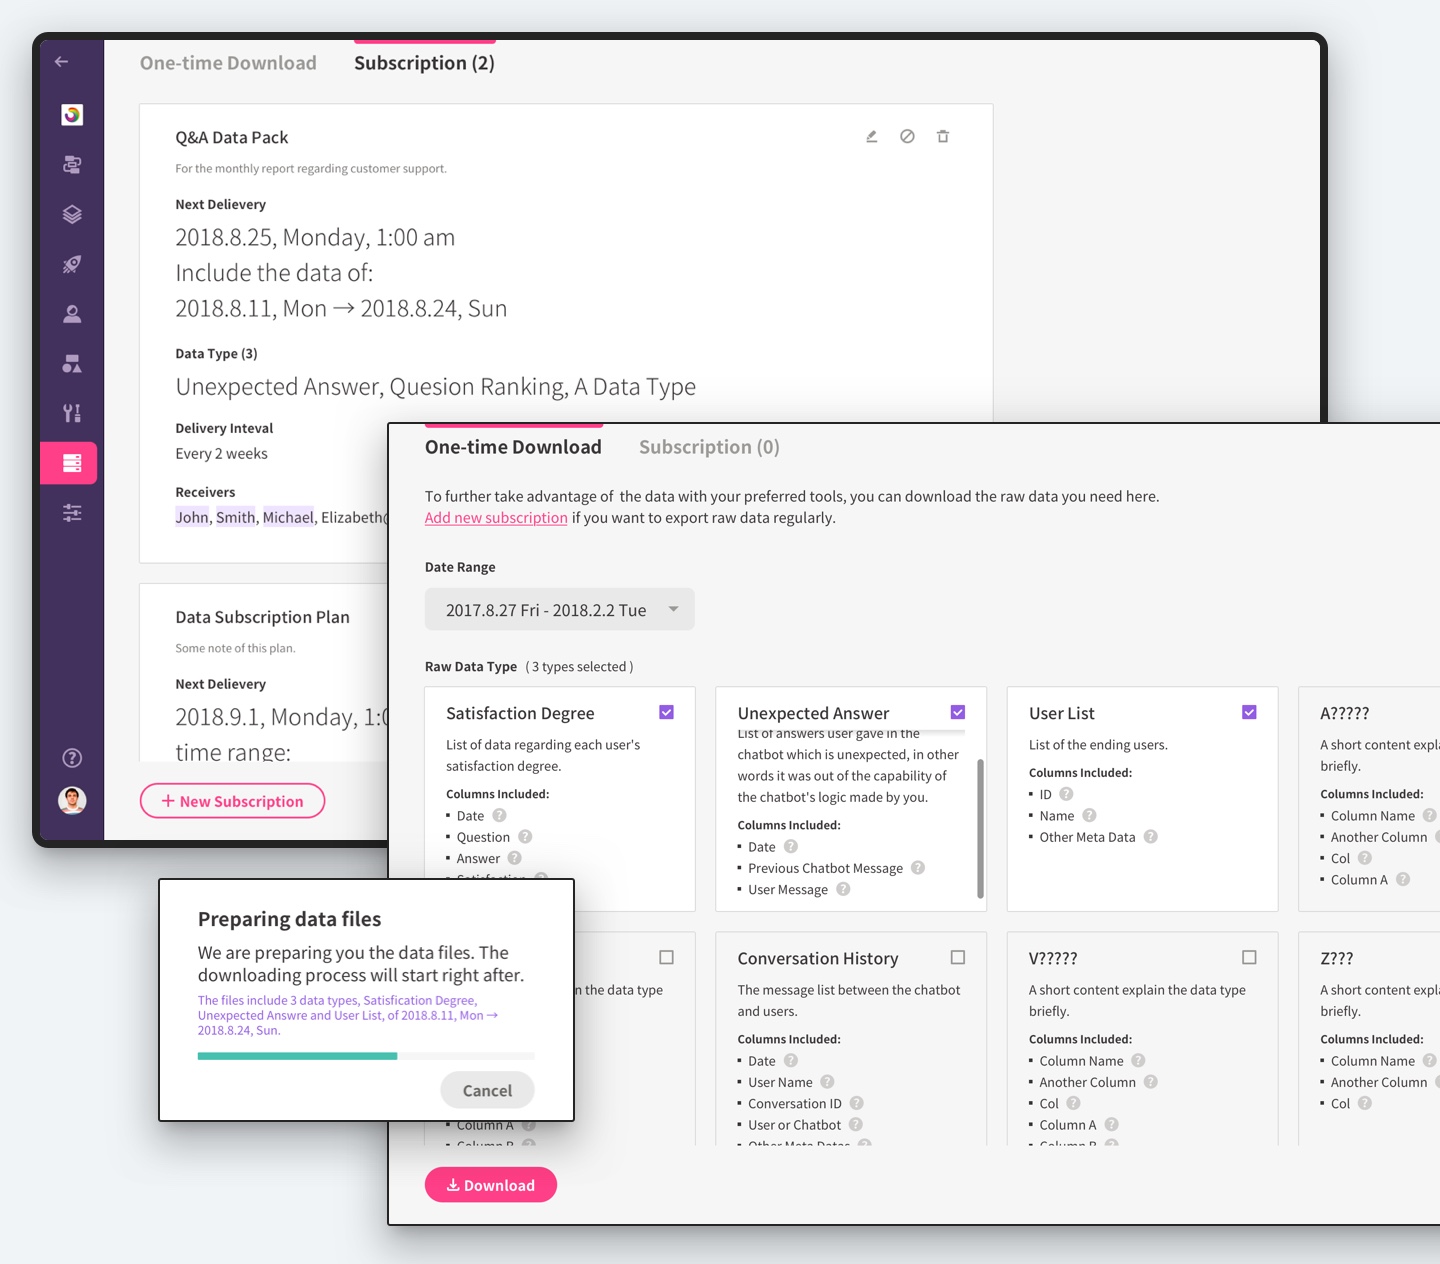 One-time Download
Subscription (2)
Q&A Data Pack
For the monthly report regarding customer support.
Next Delievery
2018.8.25, Monday, 1:00 am
Include the data of:
2018.8.11, Mon → 2018.8.24, Sun
Data Type (3)
Unexpected Answer, Quesion Ranking, A Data Type
Delivery Inteval
Every 2 weeks
Receivers
John, Smith, Michael, Elizabeth@
Data Subscription Plan
Some note of this plan.
Next Delievery
2018.9.1, Monday, 1:0
time range:
+ New Subscription
One-time Download
Subscription (0)
To further take advantage of the data with your preferred tools, you can download the raw data you need here.
Add new subscription if you want to export raw data regularly.
Date Range
2017.8.27 Fri - 2018.2.2 Tue
Raw Data Type ( 3 types selected )
Satisfaction Degree
List of data regarding each user's
satisfaction degree.
Columns Included:
▪ Date ?
▪ Question ?
▪ Answer ?
▪ Satisfaction ?
Unexpected Answer
List of answers user gave in the
chatbot which is unexpected, in other
words it was out of the capability of
the chatbot's logic made by you.
Columns Included:
▪ Date ?
▪ Previous Chatbot Message ?
▪ User Message ?
User List
List of the ending users.
Columns Included:
▪ ID ?
▪ Name ?
▪ Other Meta Data ?
A?????
A short content expl
briefly.
Columns Included:
▪ Column Name ?
▪ Another Column
▪ Col ?
▪ Column A ?
n the data type
▪ Column A ?
▪ Column B ?
Conversation History
The message list between the chatbot
and users.
Columns Included:
▪ Date ?
▪ User Name ?
▪ Conversation ID ?
▪ User or Chatbot ?
▪ Other Meta Datas ?
V?????
A short content explain the data type
briefly.
Columns Included:
▪ Column Name ?
▪ Another Column ?
▪ Col ?
▪ Column A ?
▪ Column B ?
Z???
A short content expl
briefly.
Columns Included:
▪ Column Name ?
▪ Another Column
▪ Col ?
Download
Preparing data files
We are preparing you the data files. The
downloading process will start right after.
The files include 3 data types, Satisfication Degree,
Unexpected Answre and User List, of 2018.8.11, Mon →
2018.8.24, Sun.
Cancel